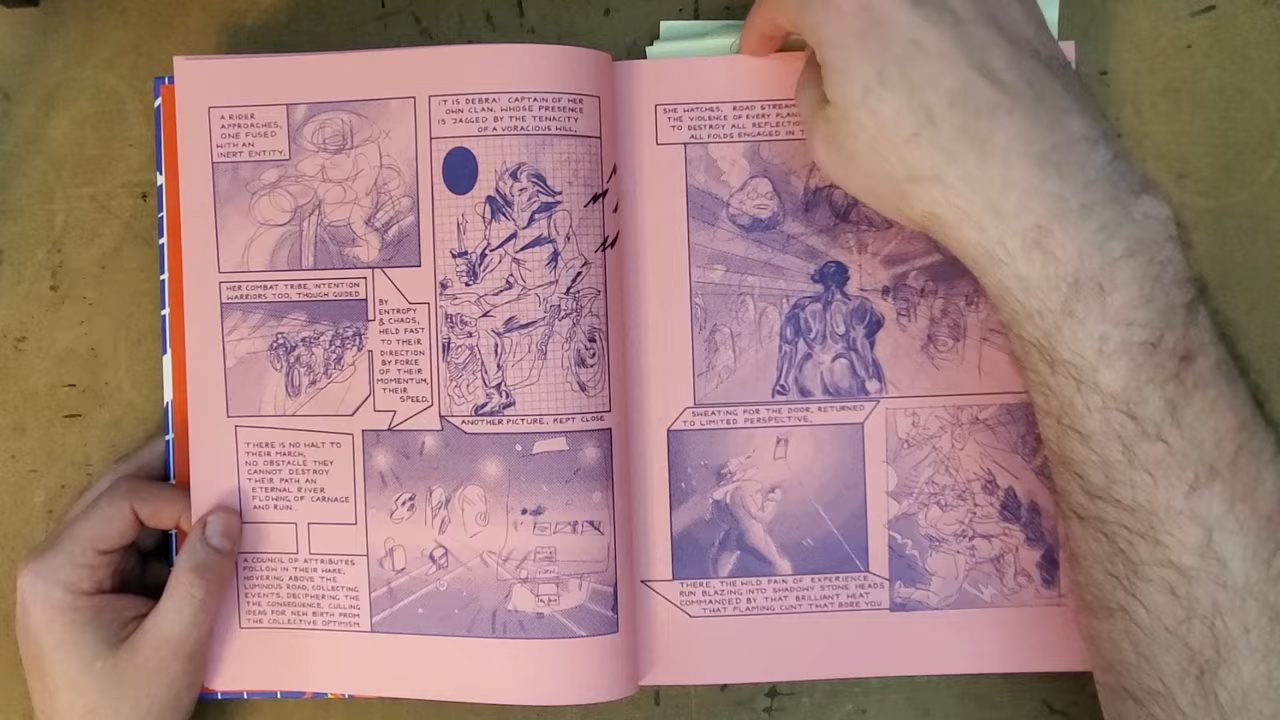 A RIDER
APPROACHES,
ONE FUSED
WITH AN
INERT ENTITY.
IT IS DEBRA! CAPTAIN OF HER
OWN CLAN, WHOSE PRESENCE
IS JAGGED BY THE TENACITY
OF A VORACIOUS WILL,
HER COMBAT TRIBE, INTENTION
WARRIORS TOO, THOUGH GUIDED
BY
ENTROPY
& CHAOS,
HELD FAST
TO THEIR
DIRECTION
BY FORCE
OF THEIR
MOMENTUM,
THEIR
SPEED,
ANOTHER PICTURE, KEPT CLOSE
THERE IS NO HALT TO
THEIR MARCH,
NO OBSTACLE THEY
CANNOT DESTROY
THEIR PATH AN
ETERNAL RIVER
FLOWING OF CARNAGE
AND RUIN...
A COUNCIL OF ATTRIBUTES
FOLLOW IN THEIR WAKE,
HOVERING ABOVE THE
LUMINOUS ROAD, COLLECTING
EVENTS, DECIPHERING THE
THE CONSEQUENCE, CULLING
IDEAS FOR NEW BIRTH FROM
THE COLLECTIVE OPTIMISM
SHE WATCHES, ROAD STREAM
THE VIOLENCE OF EVERY
TO DESTROY ALL
ALL FOLDS ENGAGED IN
SWEATING FOR THE DOOR, RETURNED
TO LIMITED PERSPECTIVE,
THERE, THE WILD PAIN OF EXPERIENCE
RUN BLAZING INTO SHADOWY STONE HEADS
COMMANDED BY THAT BRILLIANT HEAT
THAT FLAMING CUNT THAT BORE YOU